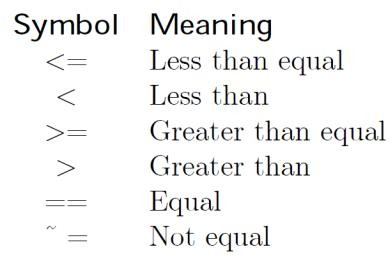 Symbol Meaning
<= Less than equal
< Less than
>= Greater than equal
> Greater than
== Equal
~ = Not equal